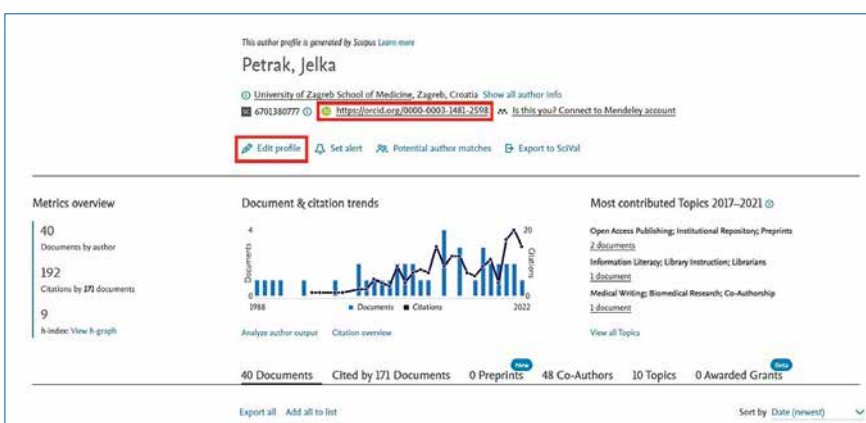 This author profile is generated by Scopus Learn more
Petrak, Jelka
University of Zagreb School of Medicine, Zagreb, Croatia Show all author info
SC 6701380777 iD https://orcid.org/0000-0003-1481-2598 Is this you? Connect to Mendeley account
Edit profile Set alert Potential author matches Export to SciVal
Metrics overview
40
Documents by author
192
Citations by 171 documents
9
h-index: View h-graph
Document & citation trends
4
20
Documents
Citations
0
0
1988
Documents Citations
2022
Analyze author output Citation overview
Most contributed Topics 2017–2021
Open Access Publishing; Institutional Repository; Preprints
2 documents
Information Literacy; Library Instruction; Librarians
1 document
Medical Writing; Biomedical Research; Co-Authorship
1 document
View all Topics
New
Beta
40 Documents Cited by 171 Documents 0 Preprints 48 Co-Authors 10 Topics 0 Awarded Grants
Export all Add all to list
Sort by Date (newest)